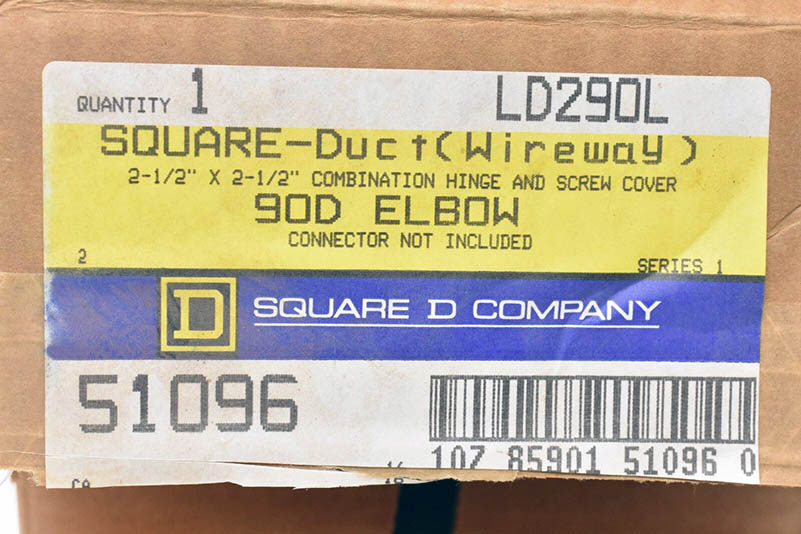 QUANTITY 1 LD290L
SQUARE-Duct(Wireway)
2-1/2" X 2-1/2" COMBINATION HINGE AND SCREW COVER
90D ELBOW
CONNECTOR NOT INCLUDED
2 SERIES 1
D SQUARE D COMPANY
51096
107 85901 51096 0